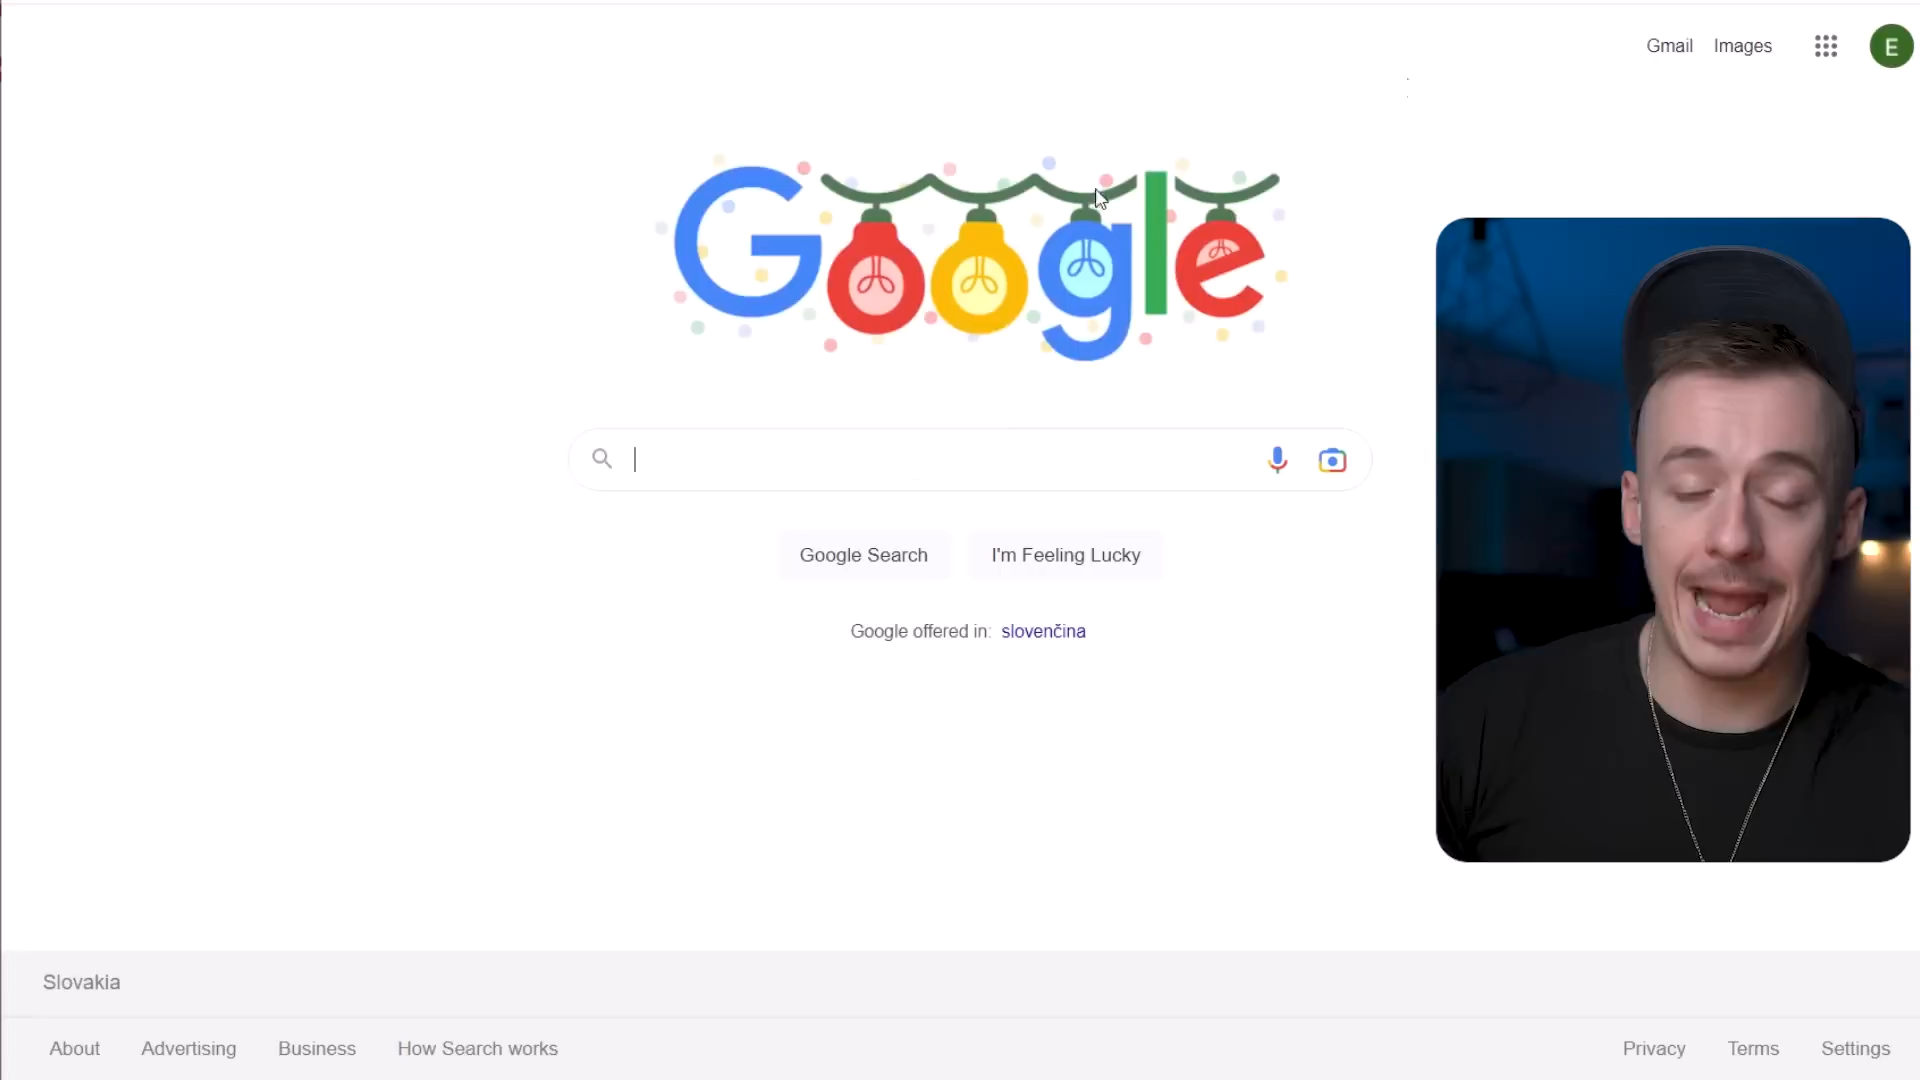 Gmail Images
E
Google
Google Search I'm Feeling Lucky
Google offered in: slovenčina
Slovakia
About Advertising Business How Search works Privacy Terms Settings